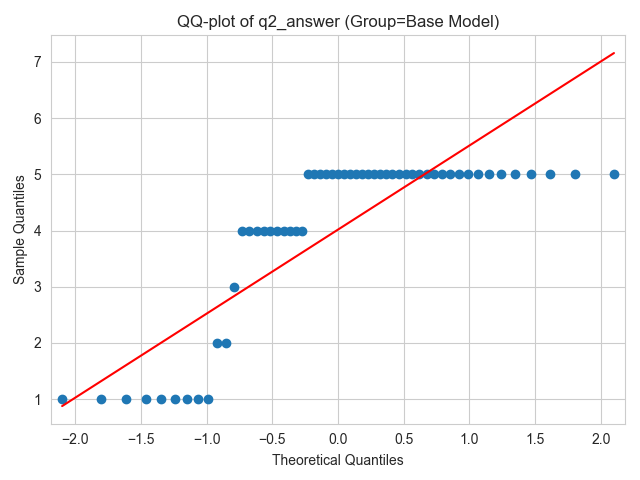 QQ-plot of q2_answer (Group=Base Model)
Sample Quantiles
7
6
5
4
3
2
1
−2.0 −1.5 −1.0 −0.5 0.0 0.5 1.0 1.5 2.0
Theoretical Quantiles